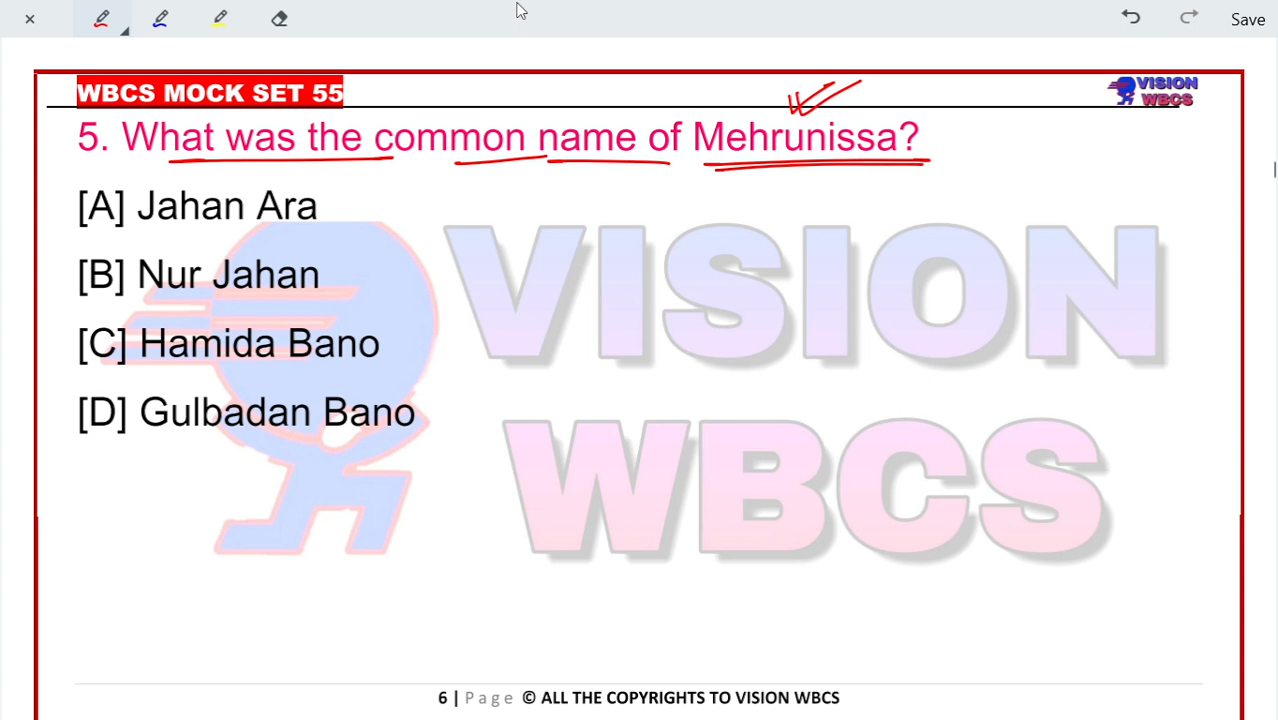 Save
WBCS MOCK SET 55
VISION
WBCS
5. What was the common name of Mehrunissa?
[A] Jahan Ara
[B] Nur Jahan
[C] Hamida Bano
[D] Gulbadan Bano
VISION
WBCS
6 | Page © ALL THE COPYRIGHTS TO VISION WBCS